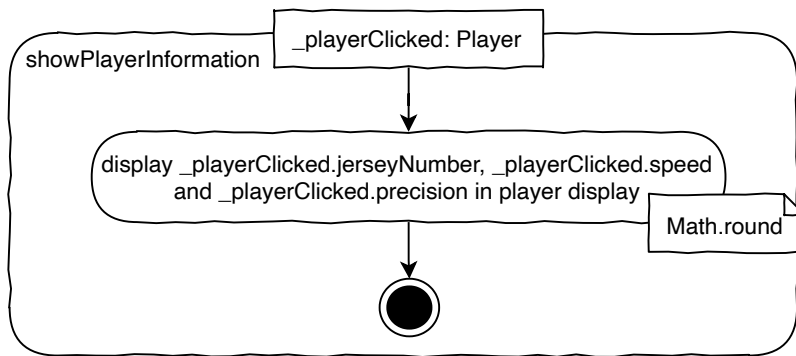 _playerClicked: Player
showPlayerInformation
display _playerClicked.jerseyNumber, _playerClicked.speed
and _playerClicked.precision in player display
Math.round